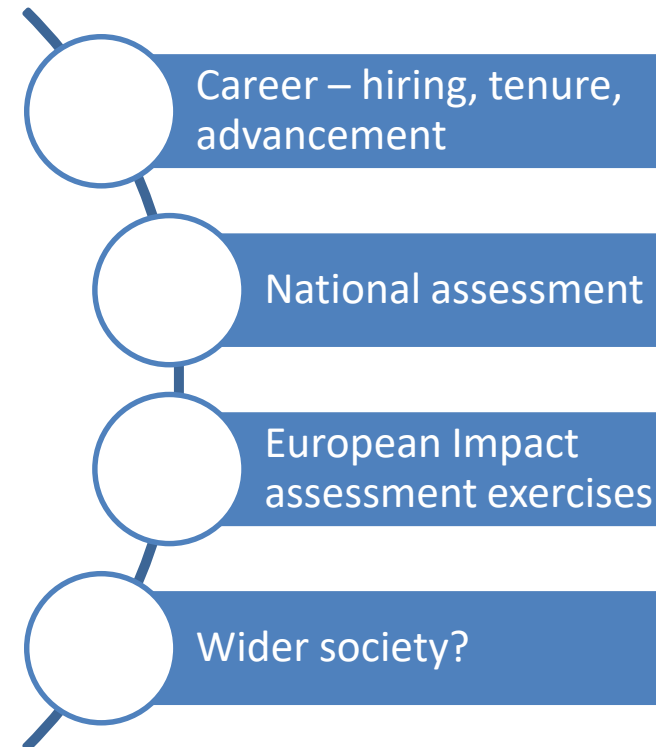 Career – hiring, tenure,
advancement
National assessment
European Impact
assessment exercises
Wider society?